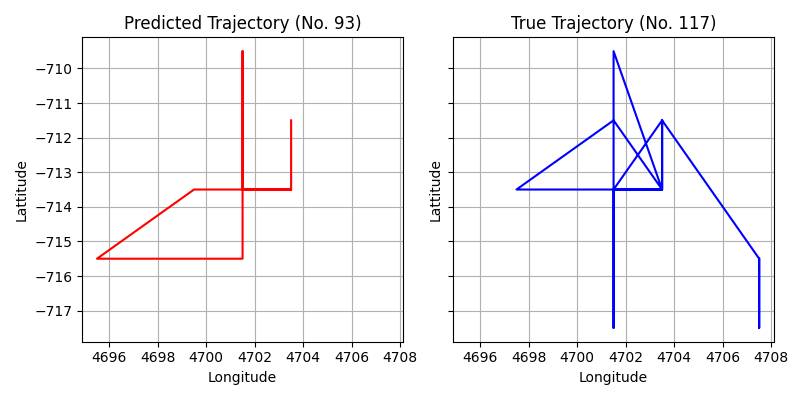 Predicted Trajectory (No. 93)
True Trajectory (No. 117)
−710
−711
−712
−713
−714
−715
−716
−717
Lattitude
Lattitude
4696 4698 4700 4702 4704 4706 4708
4696 4698 4700 4702 4704 4706 4708
Longitude
Longitude